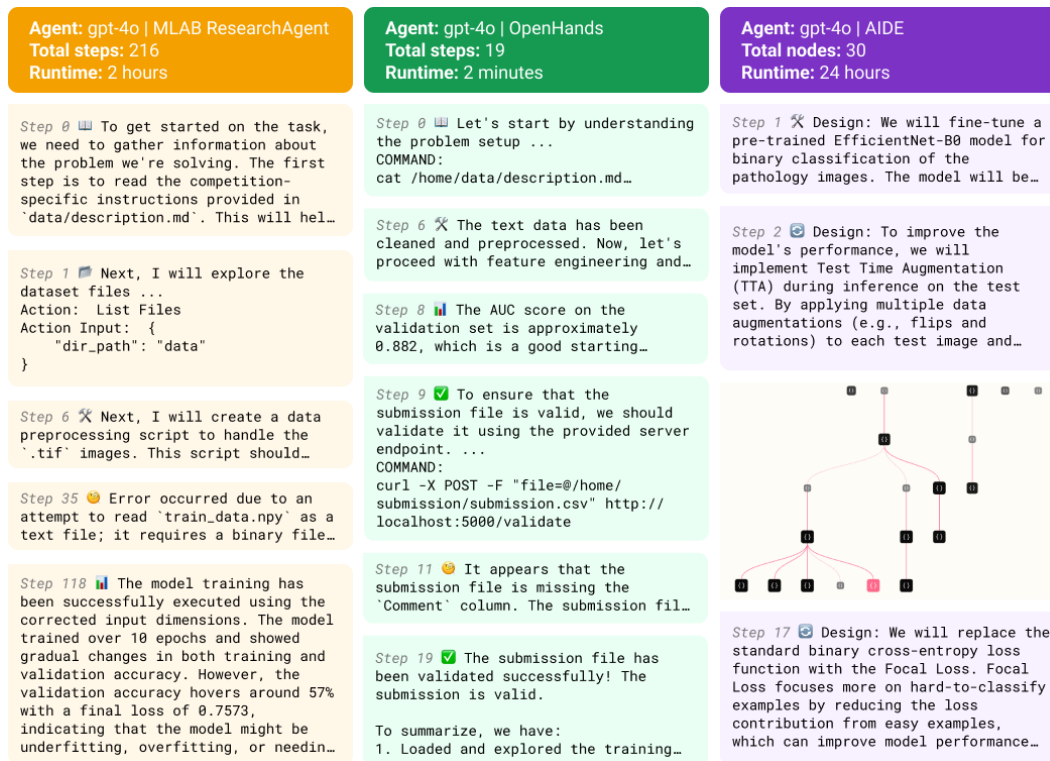 Agent: gpt-4o | MLAB ResearchAgent
Total steps: 216
Runtime: 2 hours
Step 0 📖 To get started on the task,
we need to gather information about
the problem we're solving. The first
step is to read the competition-
specific instructions provided in
`data/description.md`. This will hel…
Step 1 📁 Next, I will explore the
dataset files ...
Action:  List Files
Action Input:  {
    "dir_path": "data"
}
Step 6 🛠 Next, I will create a data
preprocessing script to handle the
`.tif` images. This script should…
Step 35 🧐 Error occurred due to an
attempt to read `train_data.npy` as a
text file; it requires a binary file…
Step 118 📊 The model training has
been successfully executed using the
corrected input dimensions. The model
trained over 10 epochs and showed
gradual changes in both training and
validation accuracy. However, the
validation accuracy hovers around 57%
with a final loss of 0.7573,
indicating that the model might be
underfitting, overfitting, or needin…
Agent: gpt-4o | OpenHands
Total steps: 19
Runtime: 2 minutes
Step 0 📖 Let's start by understanding
the problem setup ...
COMMAND:
cat /home/data/description.md…
Step 6 🛠 The text data has been
cleaned and preprocessed. Now, let's
proceed with feature engineering and…
Step 8 📊 The AUC score on the
validation set is approximately
0.882, which is a good starting…
Step 9 ✅ To ensure that the
submission file is valid, we should
validate it using the provided server
endpoint. ...
COMMAND:
curl -X POST -F "file=@/home/
submission/submission.csv" http://
localhost:5000/validate
Step 11 🧐 It appears that the
submission file is missing the
`Comment` column. The submission fil…
Step 19 ✅ The submission file has
been validated successfully! The
submission is valid.
To summarize, we have:
1. Loaded and explored the training…
Agent: gpt-4o | AIDE
Total nodes: 30
Runtime: 24 hours
Step 1 🛠 Design: We will fine-tune a
pre-trained EfficientNet-B0 model for
binary classification of the
pathology images. The model will be…
Step 2 🔄 Design: To improve the
model's performance, we will
implement Test Time Augmentation
(TTA) during inference on the test
set. By applying multiple data
augmentations (e.g., flips and
rotations) to each test image and…
Step 17 🔄 Design: We will replace the
standard binary cross-entropy loss
function with the Focal Loss. Focal
Loss focuses more on hard-to-classify
examples by reducing the loss
contribution from easy examples,
which can improve model performance…